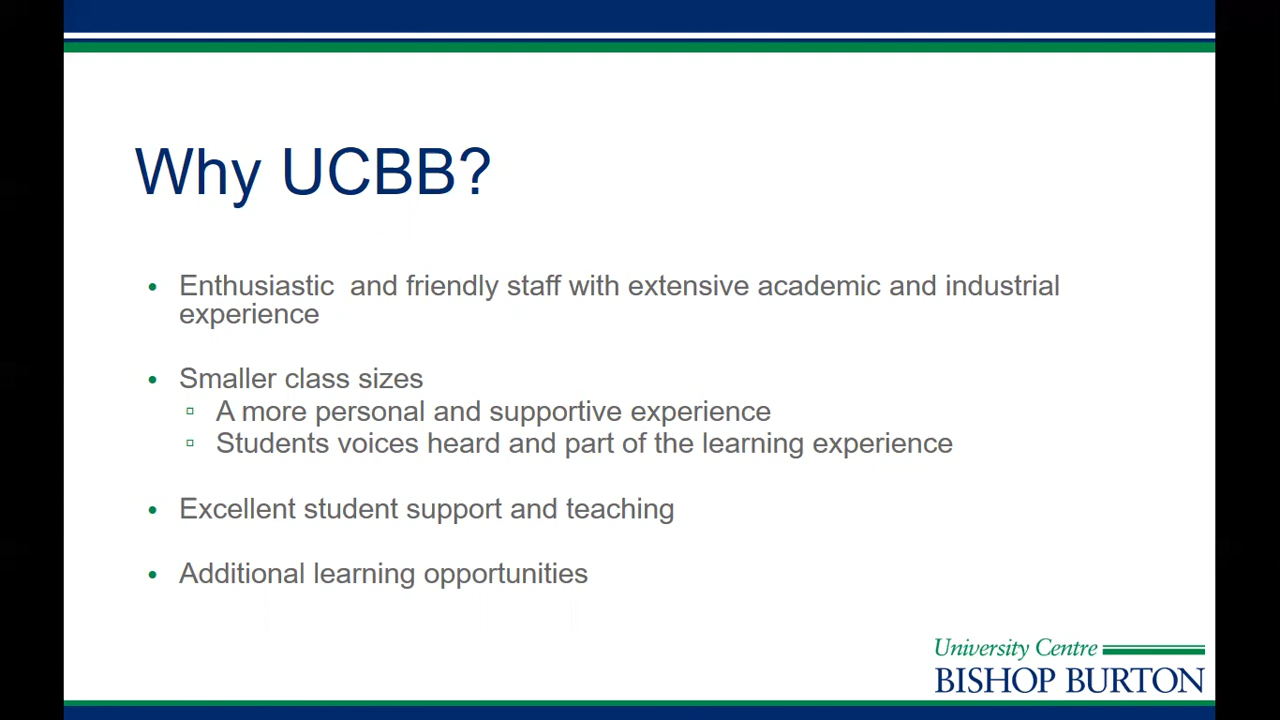 Why UCBB?
• Enthusiastic  and friendly staff with extensive academic and industrial
experience
• Smaller class sizes
▫ A more personal and supportive experience
▫ Students voices heard and part of the learning experience
• Excellent student support and teaching
• Additional learning opportunities
University Centre
BISHOP BURTON